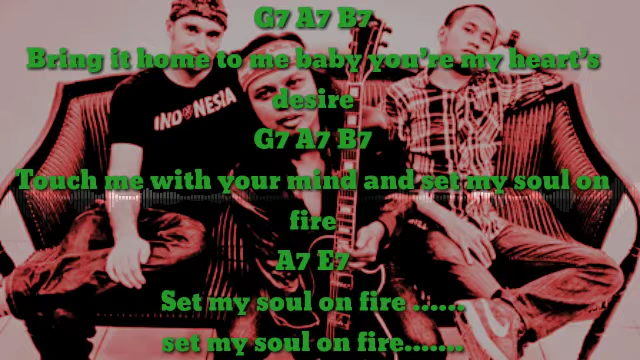 G7 A7 B7
Bring it home to me baby you're my heart's
desire
INDONESIA
G7 A7 B7
Touch me with your mind and set my soul on
fire
A7 E7
Set my soul on fire ......
set my soul on fire.......